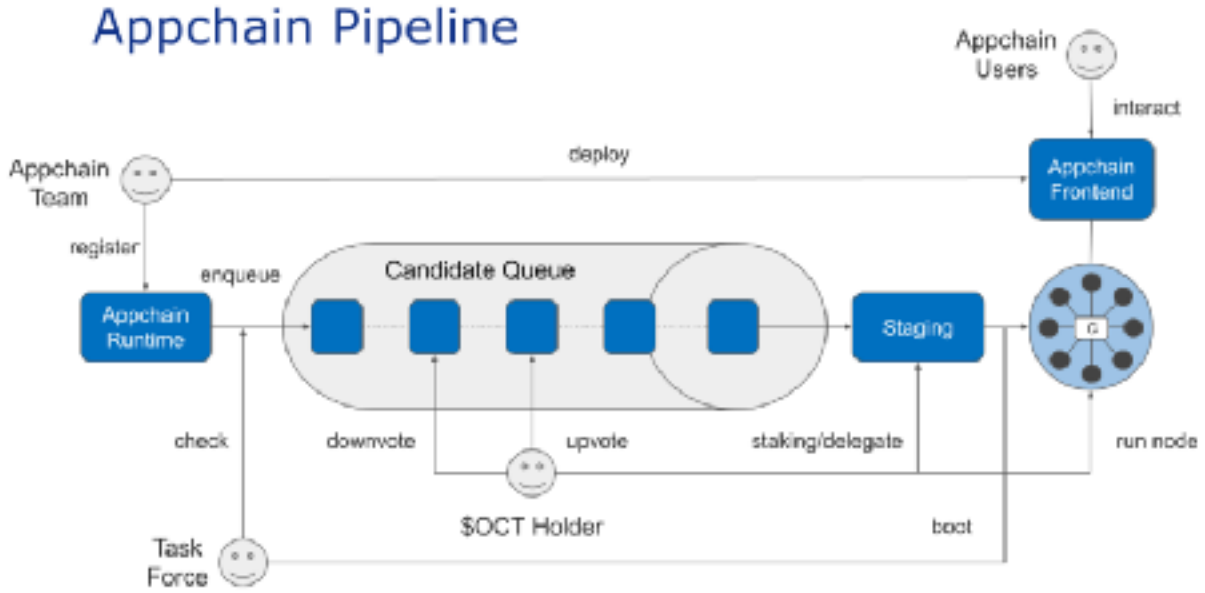 Appchain Pipeline
Appchain
Users
interact
deploy
Appchain
Team
Appchain
Frontend
register
enqueue
Candidate Queue
Appchain
Runtime
Staging
G
check
downvote
upvote
staking/delegate
run node
$OCT Holder
boot
Task
Force